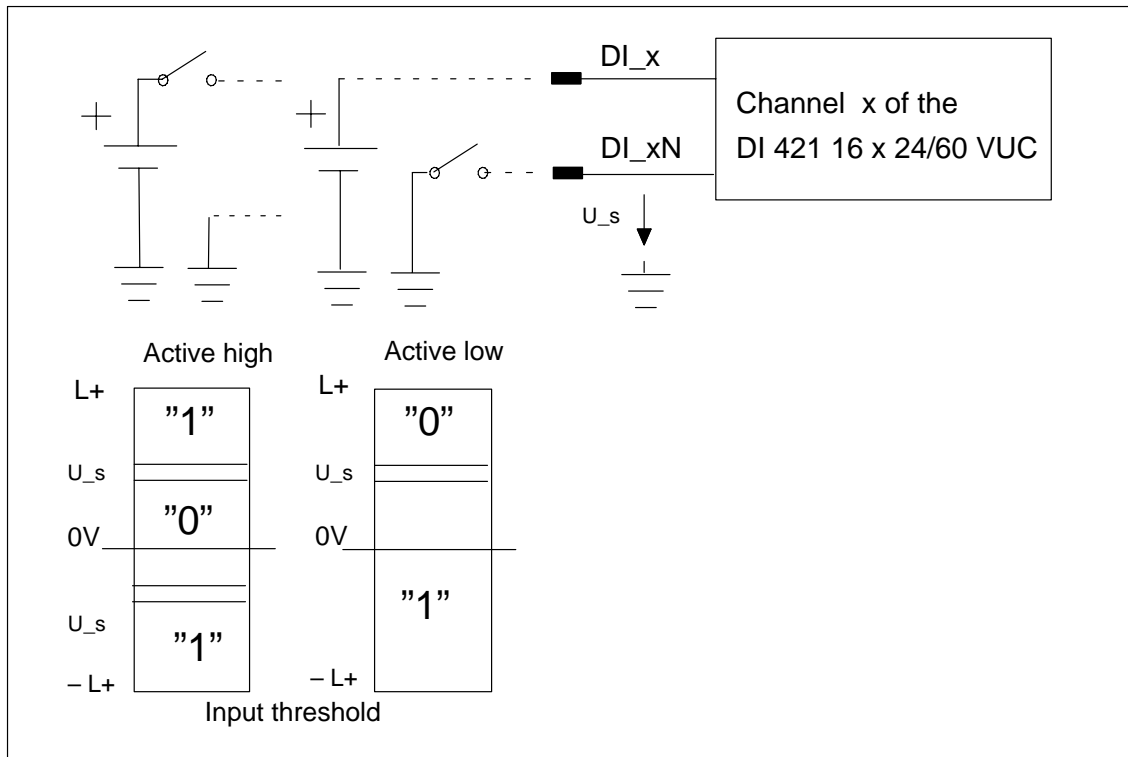 DI_x
+
+
Channel x of the
DI 421 16 x 24/60 VUC
DI_xN
U_s
Active high
Active low
L+
"1"
U_s
"0"
0V
U_s
"1"
– L+
L+
"0"
U_s
0V
"1"
– L+
Input threshold